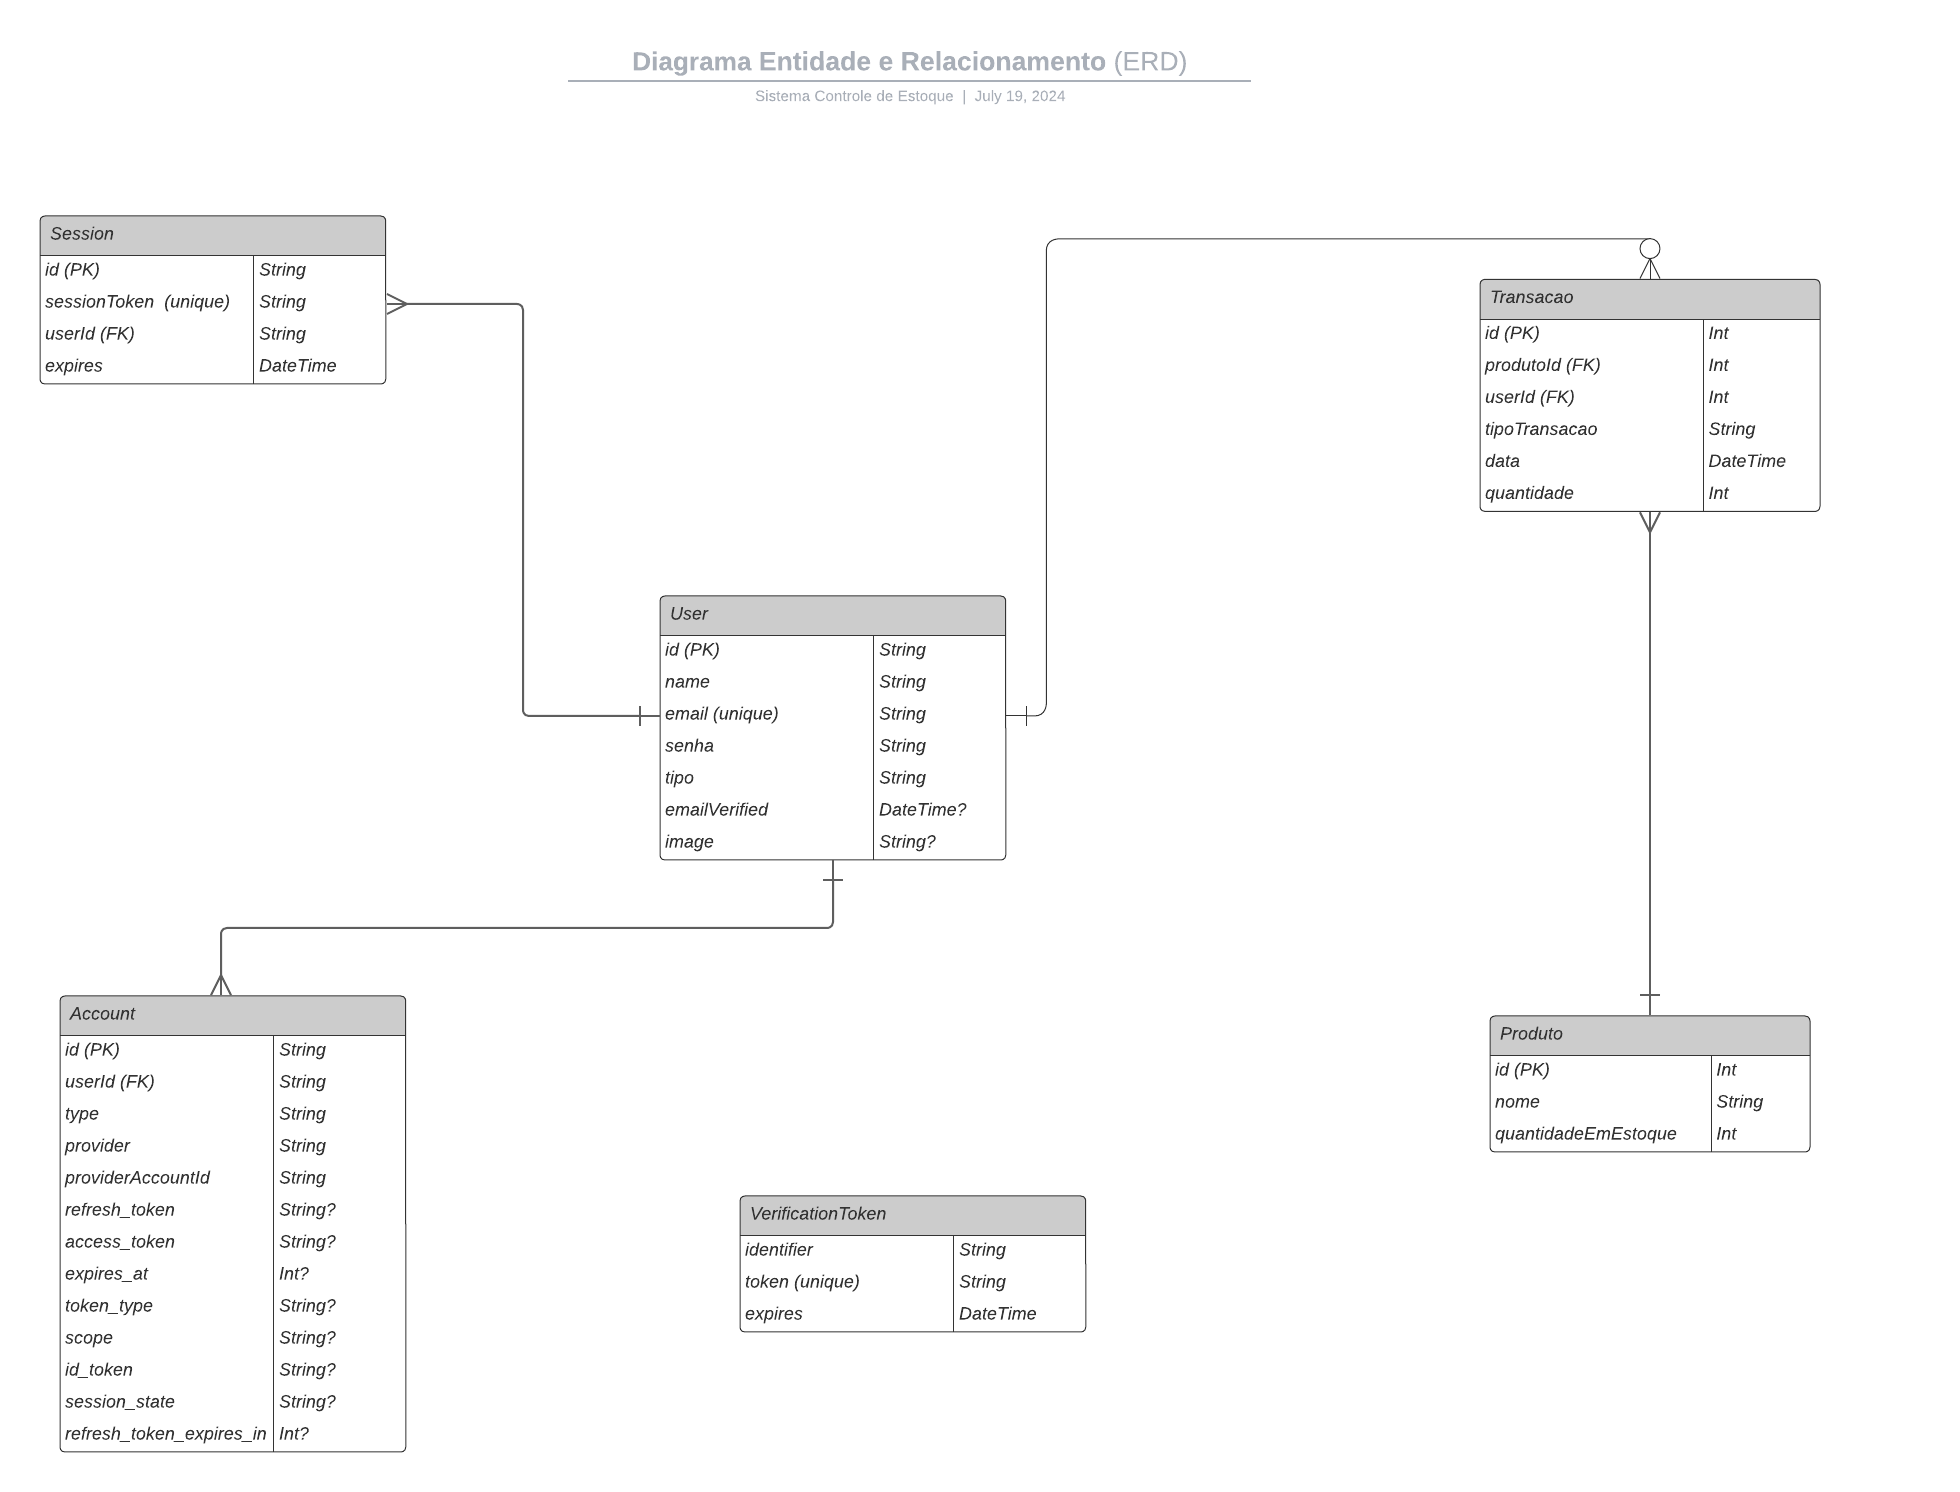 Diagrama Entidade e Relacionamento (ERD)
Sistema Controle de Estoque | July 19, 2024
Session
id (PK) String
sessionToken (unique) String
userId (FK) String
expires DateTime
Transacao
id (PK) Int
produtoId (FK) Int
userId (FK) Int
tipoTransacao String
data DateTime
quantidade Int
User
id (PK) String
name String
email (unique) String
senha String
tipo String
emailVerified DateTime?
image String?
Account
id (PK) String
userId (FK) String
type String
provider String
providerAccountId String
refresh_token String?
access_token String?
expires_at Int?
token_type String?
scope String?
id_token String?
session_state String?
refresh_token_expires_in Int?
Produto
id (PK) Int
nome String
quantidadeEmEstoque Int
VerificationToken
identifier String
token (unique) String
expires DateTime